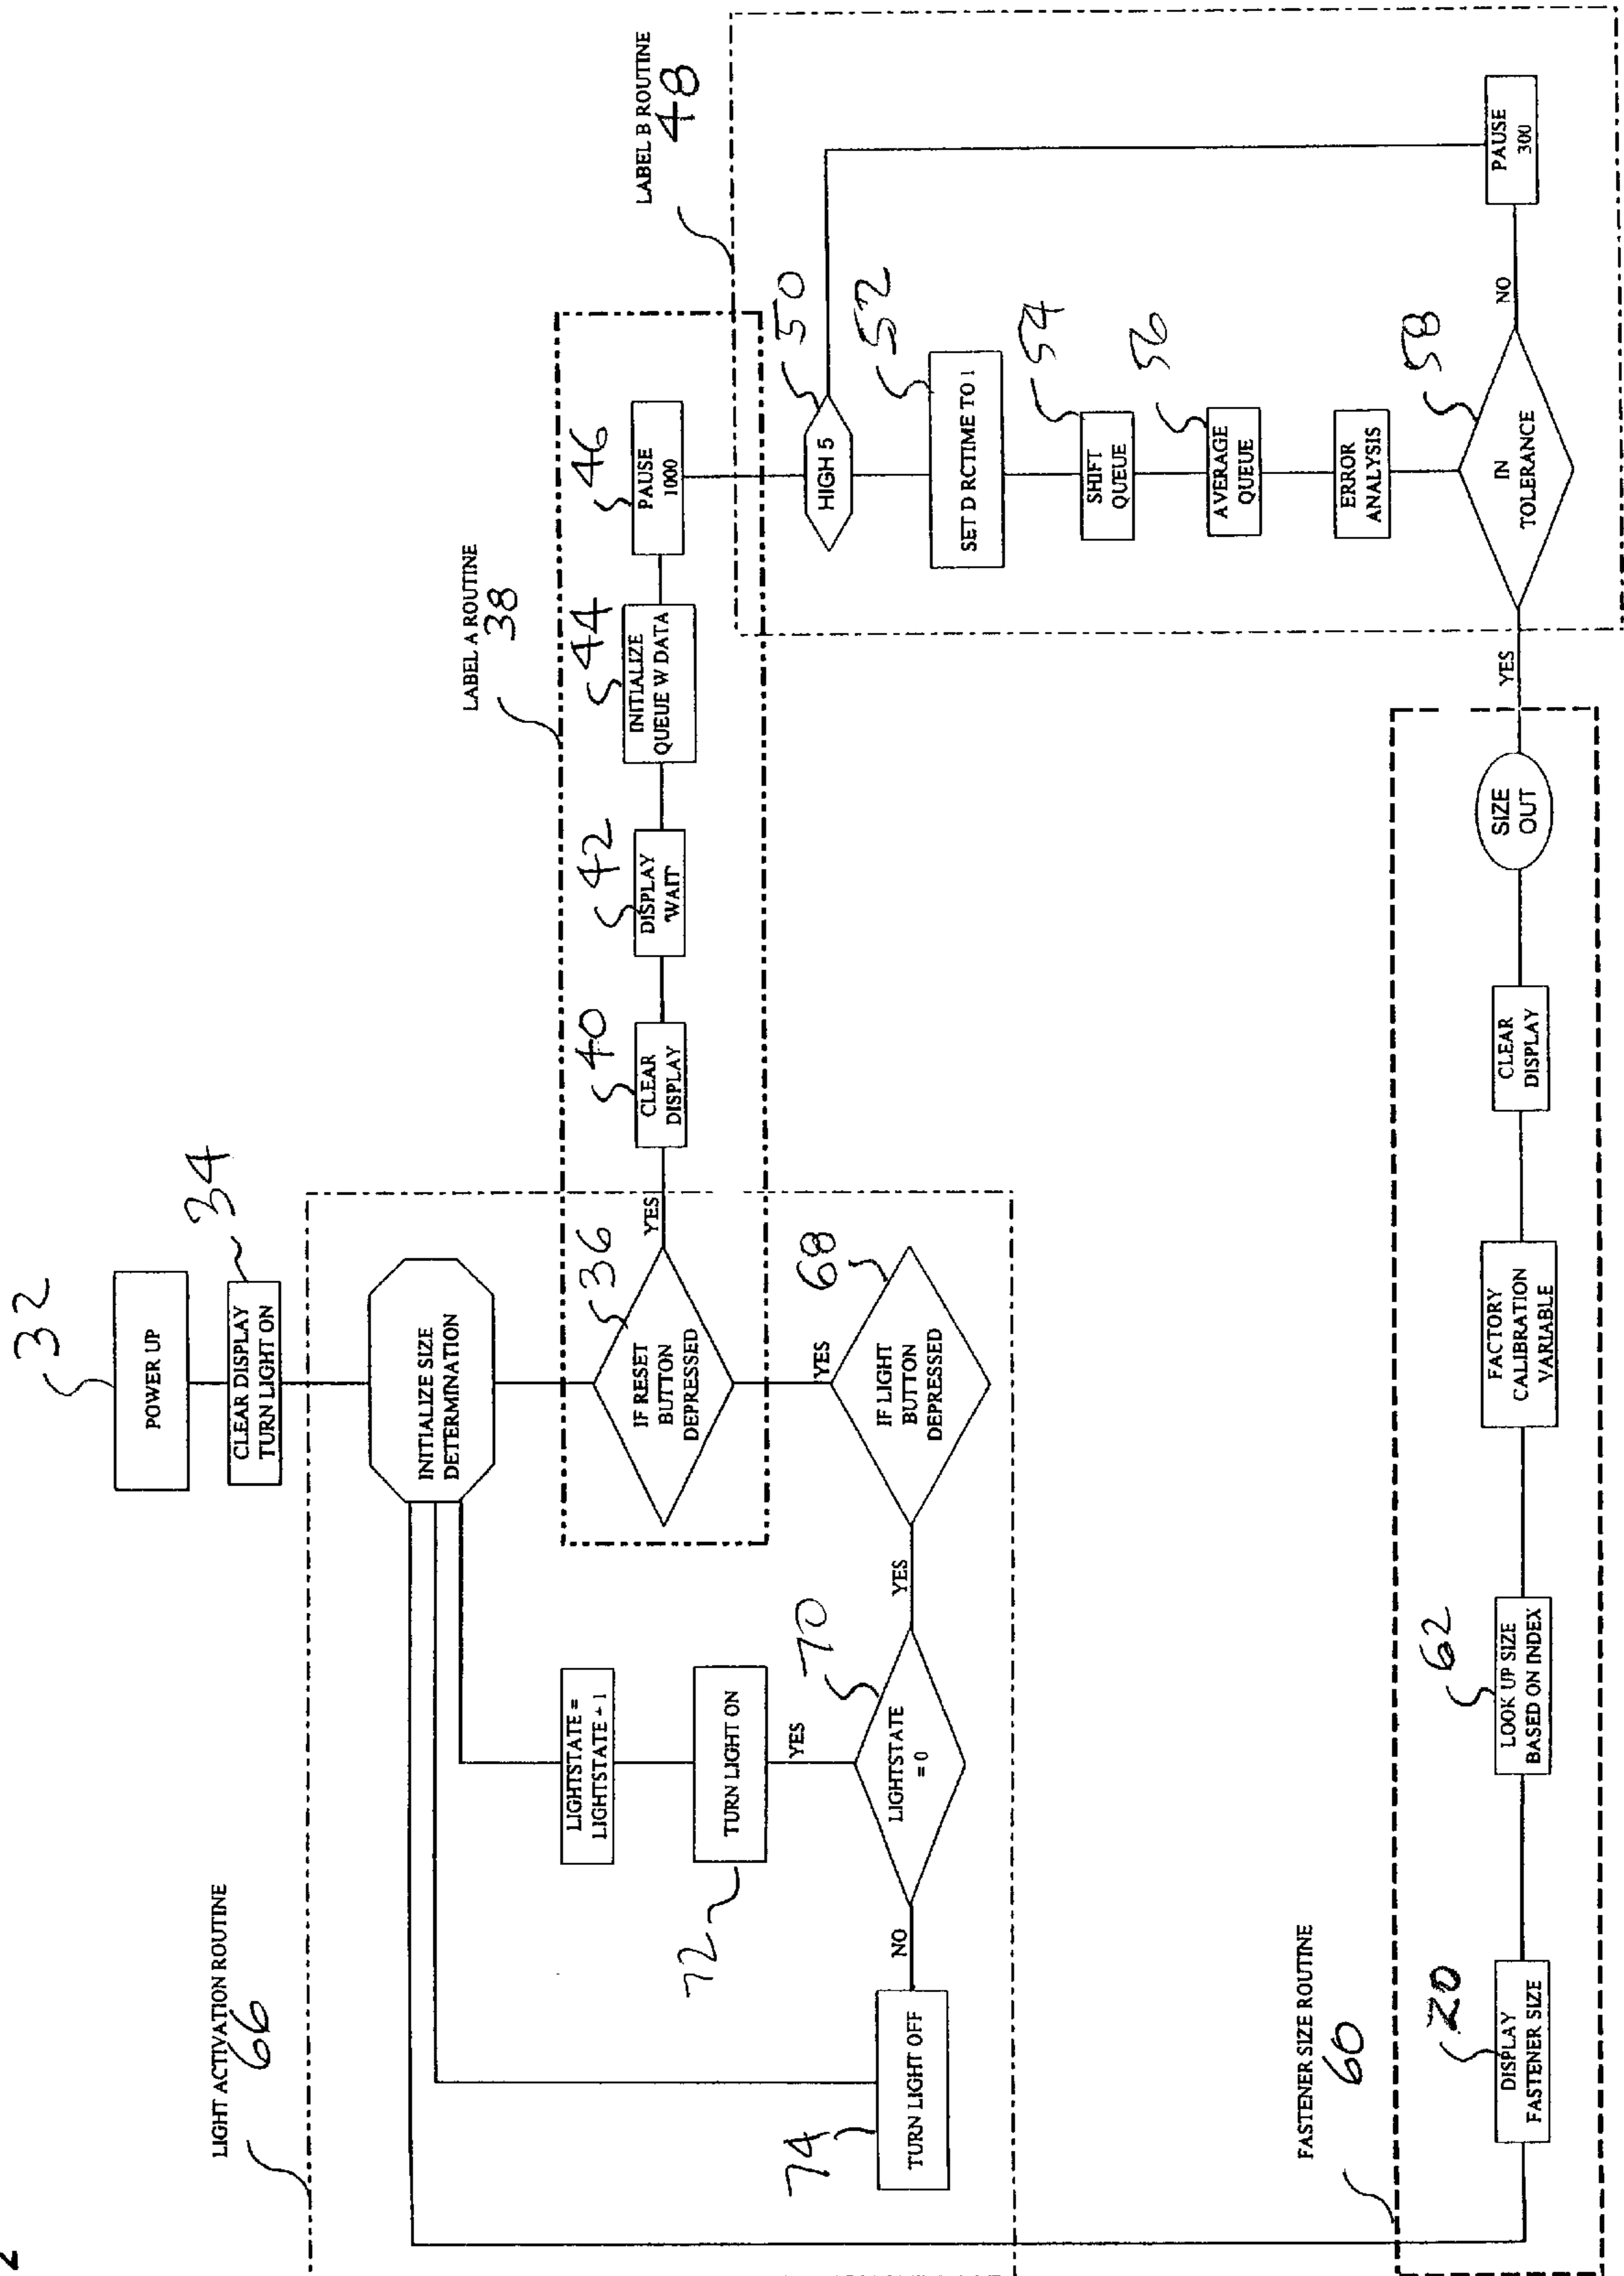 2
32
POWER UP
34
CLEAR DISPLAY
TURN LIGHT ON
LIGHT ACTIVATION ROUTINE
66
INITIALIZE SIZE
DETERMINATION
36
IF RESET
BUTTON
DEPRESSED
YES
LABEL A ROUTINE
38
40
CLEAR
DISPLAY
42
DISPLAY
'WAIT'
44
INITIALIZE
QUEUE W DATA
46
PAUSE
1000
YES
68
IF LIGHT
BUTTON
DEPRESSED
YES
70
LIGHTSTATE
= 0
YES
72
TURN LIGHT ON
LIGHTSTATE =
LIGHTSTATE + 1
NO
74
TURN LIGHT OFF
LABEL B ROUTINE
48
50
HIGH 5
52
SET D RCTIME TO 1
54
SHIFT
QUEUE
56
AVERAGE
QUEUE
ERROR
ANALYSIS
58
IN
TOLERANCE
NO
PAUSE
300
YES
FASTENER SIZE ROUTINE
60
SIZE
OUT
CLEAR
DISPLAY
FACTORY
CALIBRATION
VARIABLE
62
LOOK UP SIZE
BASED ON INDEX
20
DISPLAY
FASTENER SIZE